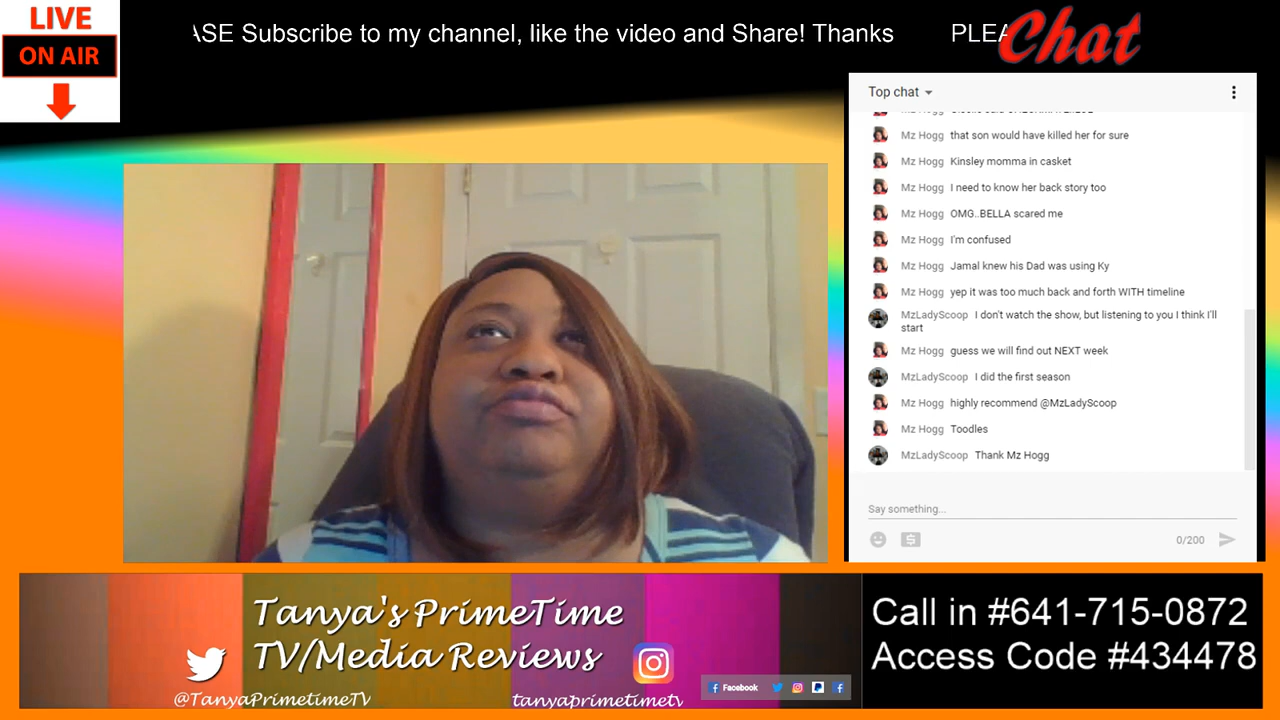 LIVE
ON AIR
ASE Subscribe to my channel, like the video and Share! Thanks
PLEA
Chat
Top chat
Mz Hogg that son would have killed her for sure
Mz Hogg Kinsley momma in casket
Mz Hogg I need to know her back story too
Mz Hogg OMG..BELLA scared me
Mz Hogg I'm confused
Mz Hogg Jamal knew his Dad was using Ky
Mz Hogg yep it was too much back and forth WITH timeline
MzLadyScoop I don't watch the show, but listening to you I think I'll
start
Mz Hogg guess we will find out NEXT week
MzLadyScoop I did the first season
Mz Hogg highly recommend @MzLadyScoop
Mz Hogg Toodles
MzLadyScoop Thank Mz Hogg
Say something...
0/200
Tanya's PrimeTime
TV/Media Reviews
@TanyaPrimetimeTV
tanyaprimetimetv
Facebook
Call in #641-715-0872
Access Code #434478